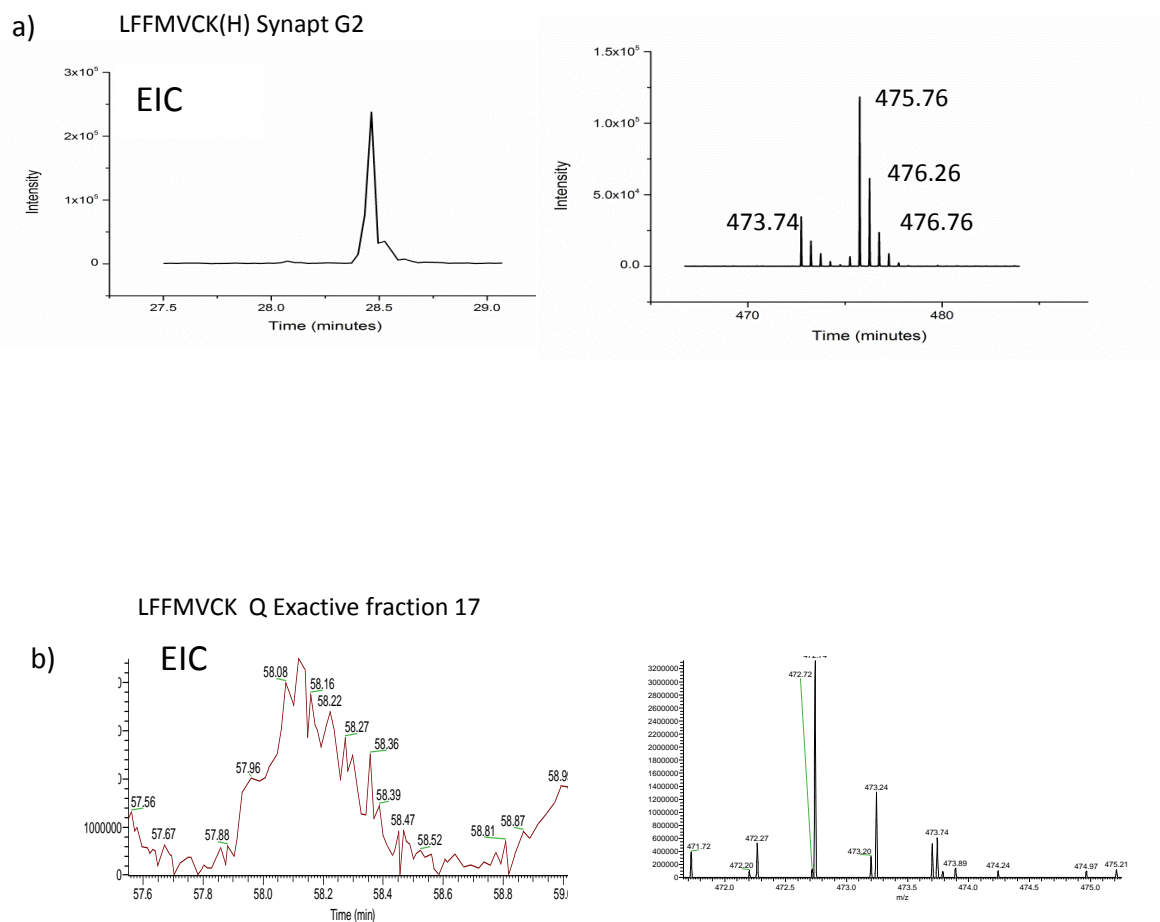 a)
LFFMVCK(H) Synapt G2
EIC
3x10⁵
2x10⁵
1x10⁵
0
Intensity
27.5 28.0 28.5 29.0
Time (minutes)
1.5x10⁵
1.0x10⁵
5.0x10⁴
0.0
Intensity
475.76
476.26
473.74
476.76
470 480
Time (minutes)
LFFMVCK Q Exactive fraction 17
b)
EIC
58.08
58.16
58.22
58.27
58.36
57.96
58.99
58.39
57.56
58.47
58.81
58.87
57.67
57.88
58.52
1000000
0
57.6 57.8 58.0 58.2 58.4 58.6 58.8 59.0
Time (min)
3200000
3000000
2800000
2600000
2400000
2200000
2000000
1800000
1600000
1400000
1200000
1000000
800000
600000
400000
200000
0
472.74
472.72
473.24
473.74
472.27
471.72
473.20
472.20
473.89
474.24
474.97
475.21
472.0 472.5 473.0 473.5 474.0 474.5 475.0
m/z